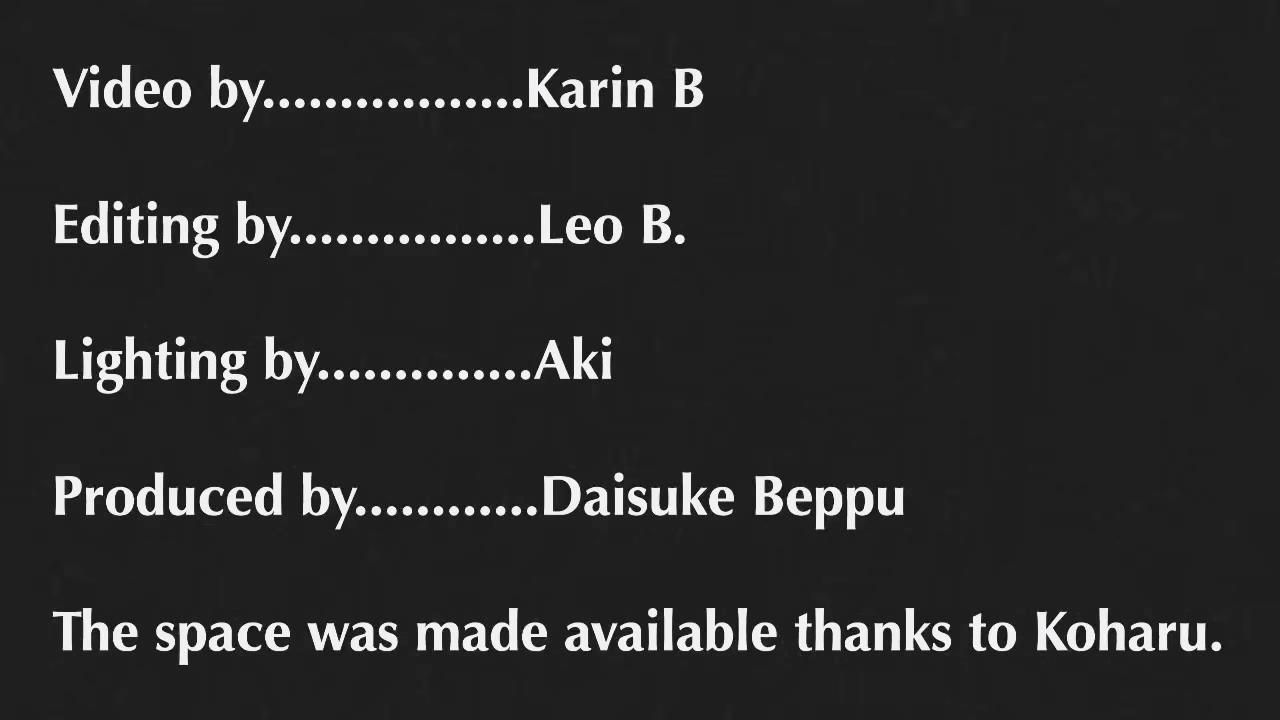 Video by.................Karin B
Editing by................Leo B.
Lighting by..............Aki
Produced by............Daisuke Beppu
The space was made available thanks to Koharu.